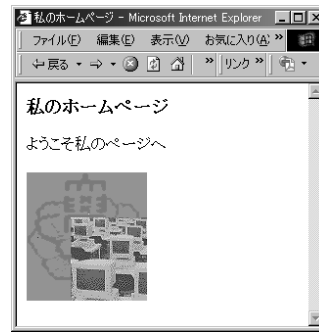 私のホームページ - Microsoft Internet Explorer
ファイル(F) 編集(E) 表示(V) お気に入り(A) »
戻る » リンク »
私のホームページ
ようこそ私のページへ